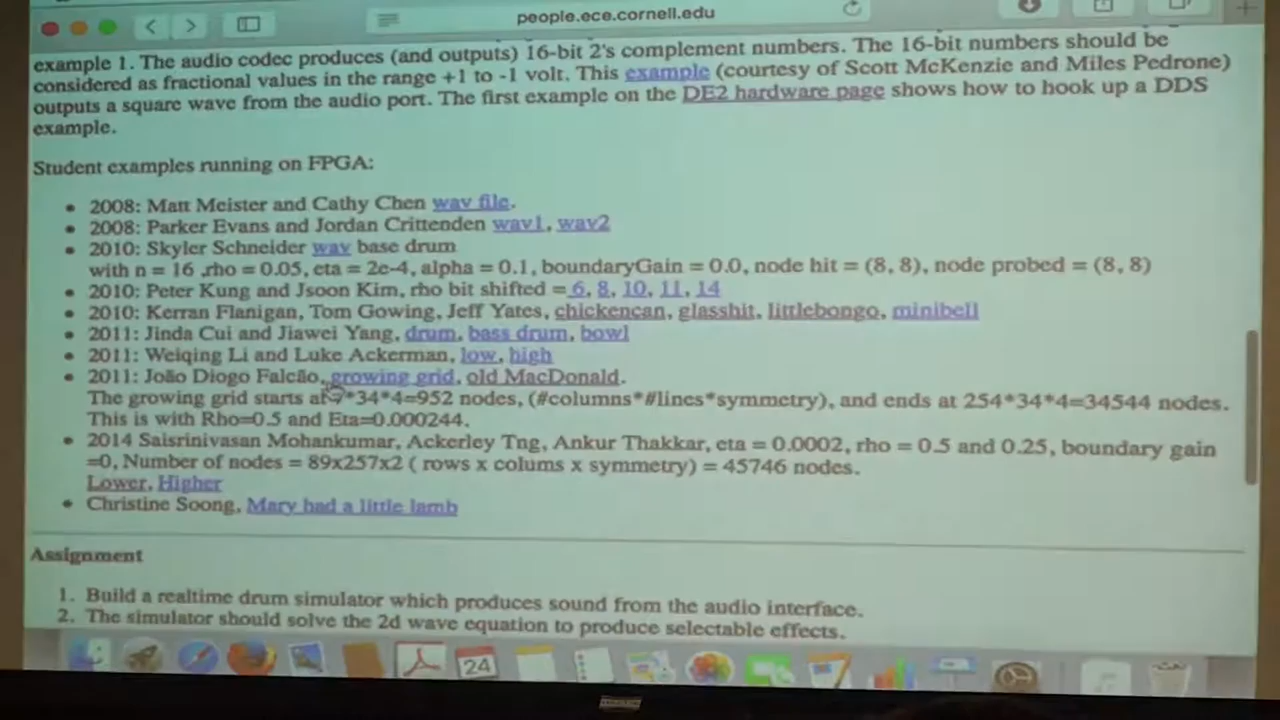 people.ece.cornell.edu
example 1. The audio codec produces (and outputs) 16-bit 2's complement numbers. The 16-bit numbers should be
considered as fractional values in the range +1 to -1 volt. This example (courtesy of Scott McKenzie and Miles Pedrone)
outputs a square wave from the audio port. The first example on the DE2 hardware page shows how to hook up a DDS
example.
Student examples running on FPGA:
• 2008: Matt Meister and Cathy Chen wav file.
• 2008: Parker Evans and Jordan Crittenden wav1, wav2
• 2010: Skyler Schneider wav base drum
with n = 16 ,rho = 0.05, eta = 2e-4, alpha = 0.1, boundaryGain = 0.0, node hit = (8, 8), node probed = (8, 8)
• 2010: Peter Kung and Jsoon Kim, rho bit shifted = 6, 8, 10, 11, 14
• 2010: Kerran Flanigan, Tom Gowing, Jeff Yates, chickencan, glasshit, littlebongo, minibell
• 2011: Jinda Cui and Jiawei Yang, drum, bass drum, bowl
• 2011: Weiqing Li and Luke Ackerman, low, high
• 2011: João Diogo Falcão, growing grid, old MacDonald.
The growing grid starts at 7*34*4=952 nodes, (#columns*#lines*symmetry), and ends at 254*34*4=34544 nodes.
This is with Rho=0.5 and Eta=0.000244.
• 2014 Saisrinivasan Mohankumar, Ackerley Tng, Ankur Thakkar, eta = 0.0002, rho = 0.5 and 0.25, boundary gain
=0, Number of nodes = 89x257x2 ( rows x colums x symmetry) = 45746 nodes.
Lower, Higher
• Christine Soong, Mary had a little lamb
Assignment
1. Build a realtime drum simulator which produces sound from the audio interface.
2. The simulator should solve the 2d wave equation to produce selectable effects.
24